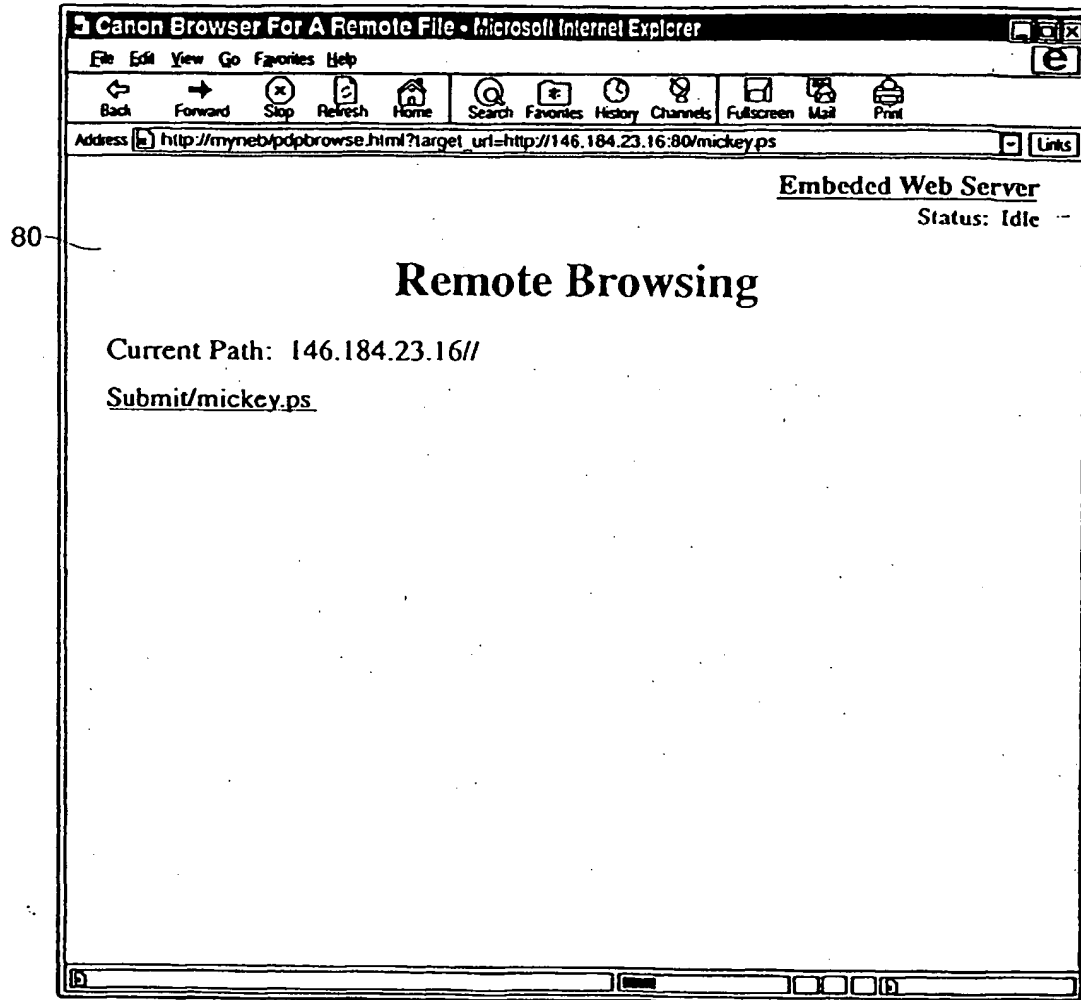 Canon Browser For A Remote File - Microsoft Internet Explorer
File Edit View Go Favorites Help
Back Forward Stop Refresh Home Search Favorites History Channels Fullscreen Mail Print
Address http://myneb/pdpbrowse.html?target_url=http://146.184.23.16:80/mickey.ps Links
Embeded Web Server
Status: Idle
80
Remote Browsing
Current Path: 146.184.23.16//
Submit/mickey.ps